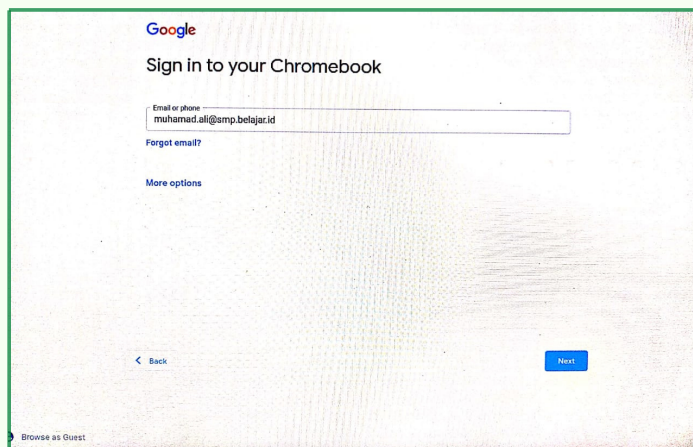 Google
Sign in to your Chromebook
Email or phone
muhamad.ali@smp.belajar.id
Forgot email?
More options
Back
Next
Browse as Guest